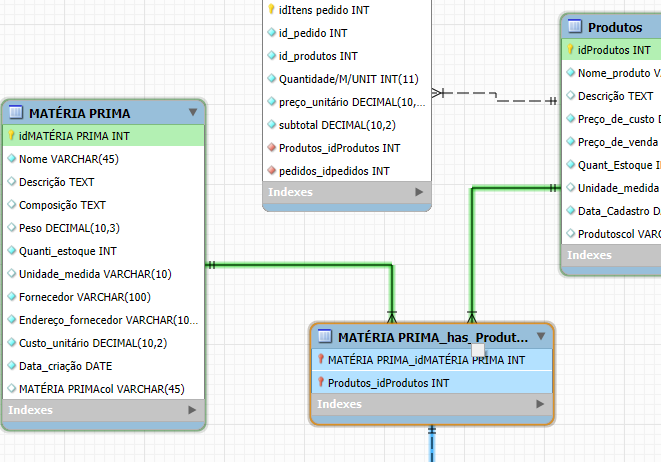 idItens pedido INT
id_pedido INT
id_produtos INT
Quantidade/M/UNIT INT(11)
preço_unitário DECIMAL(10,...
subtotal DECIMAL(10,2)
Produtos_idProdutos INT
pedidos_idpedidos INT
Indexes
Produtos
idProdutos INT
Nome_produto VA
Descrição TEXT
Preço_de_custo D
Preço_de_venda
Quant_Estoque I
Unidade_medida
Data_Cadastro DA
Produtoscol VARC
Indexes
MATÉRIA PRIMA
idMATÉRIA PRIMA INT
Nome VARCHAR(45)
Descrição TEXT
Composição TEXT
Peso DECIMAL(10,3)
Quanti_estoque INT
Unidade_medida VARCHAR(10)
Fornecedor VARCHAR(100)
Endereço_fornecedor VARCHAR(10...
Custo_unitário DECIMAL(10,2)
Data_criação DATE
MATÉRIA PRIMAcol VARCHAR(45)
Indexes
MATÉRIA PRIMA_has_Produt...
MATÉRIA PRIMA_idMATÉRIA PRIMA INT
Produtos_idProdutos INT
Indexes